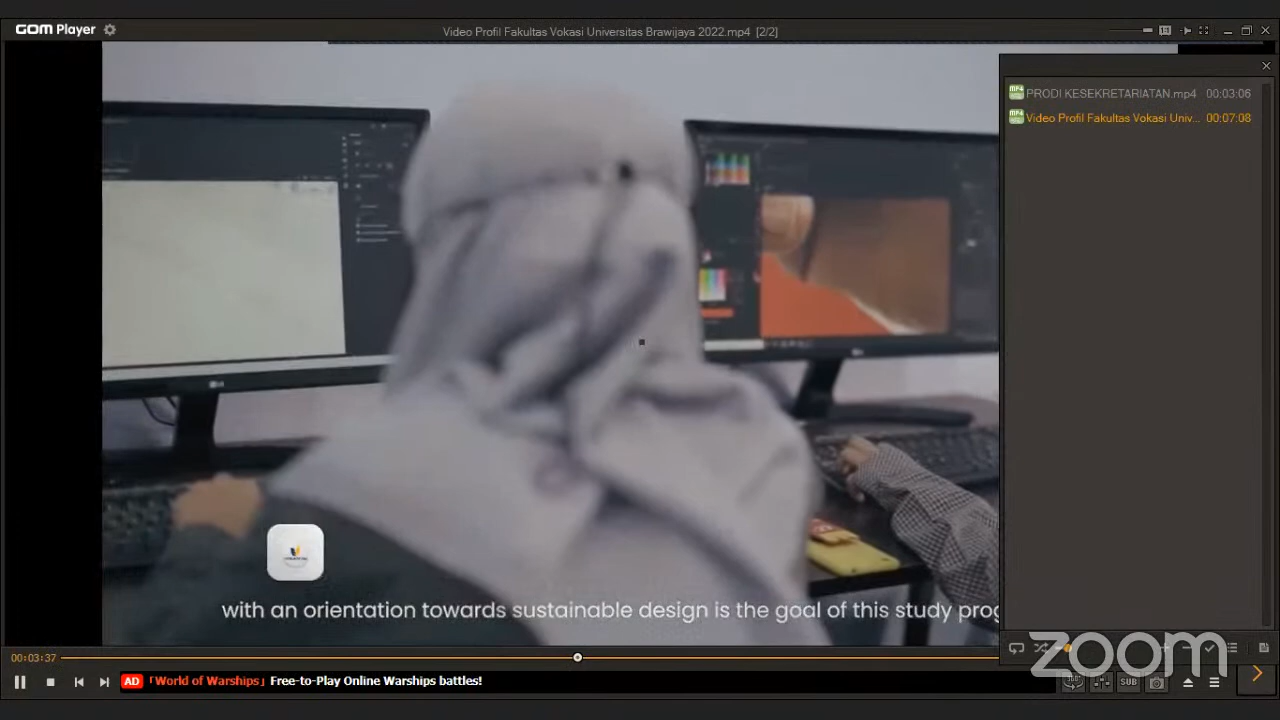 GOM Player
Video Profil Fakultas Vokasi Universitas Brawijaya 2022.mp4 [2/2]
PRODI KESEKRETARIATAN.mp4 00:03:06
Video Profil Fakultas Vokasi Univ... 00:07:08
with an orientation towards sustainable design is the goal of this study prog
00:03:37
zoom
AD 「World of Warships」 Free-to-Play Online Warships battles!
360°
SUB